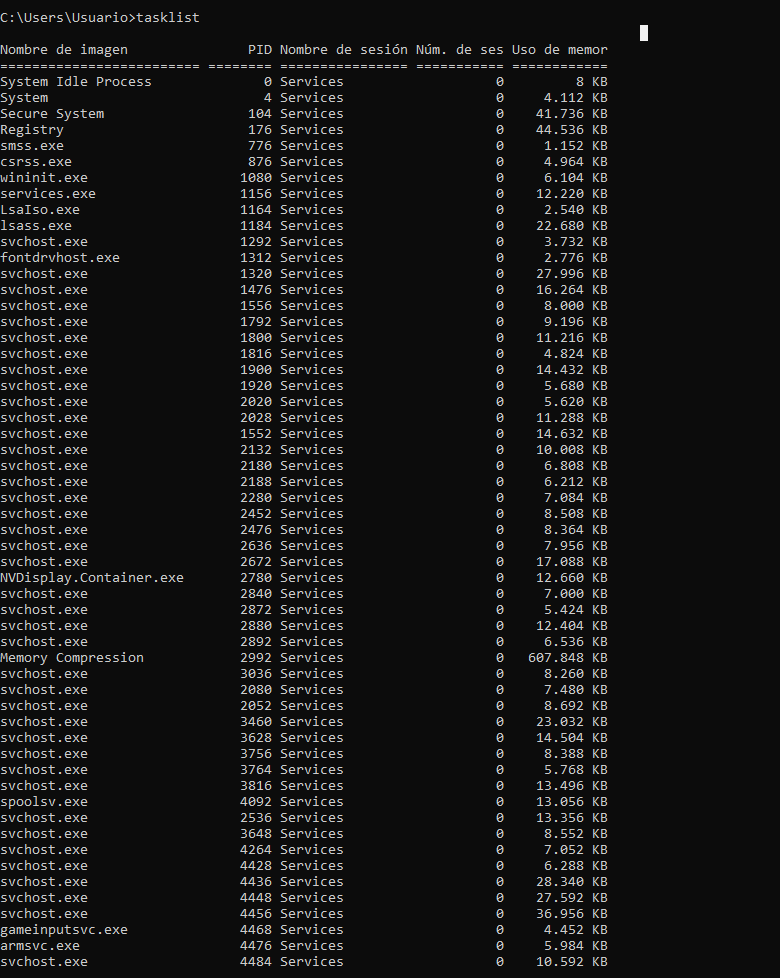 C:\Users\Usuario>tasklist
Nombre de imagen               PID Nombre de sesión Núm. de ses Uso de memor
========================= ======== ================ =========== ============
System Idle Process              0 Services                   0         8 KB
System                           4 Services                   0     4.112 KB
Secure System                  104 Services                   0    41.736 KB
Registry                       176 Services                   0    44.536 KB
smss.exe                       776 Services                   0     1.152 KB
csrss.exe                      876 Services                   0     4.964 KB
wininit.exe                   1080 Services                   0     6.104 KB
services.exe                  1156 Services                   0    12.220 KB
LsaIso.exe                    1164 Services                   0     2.540 KB
lsass.exe                     1184 Services                   0    22.680 KB
svchost.exe                   1292 Services                   0     3.732 KB
fontdrvhost.exe               1312 Services                   0     2.776 KB
svchost.exe                   1320 Services                   0    27.996 KB
svchost.exe                   1476 Services                   0    16.264 KB
svchost.exe                   1556 Services                   0     8.000 KB
svchost.exe                   1792 Services                   0     9.196 KB
svchost.exe                   1800 Services                   0    11.216 KB
svchost.exe                   1816 Services                   0     4.824 KB
svchost.exe                   1900 Services                   0    14.432 KB
svchost.exe                   1920 Services                   0     5.680 KB
svchost.exe                   2020 Services                   0     5.620 KB
svchost.exe                   2028 Services                   0    11.288 KB
svchost.exe                   1552 Services                   0    14.632 KB
svchost.exe                   2132 Services                   0    10.008 KB
svchost.exe                   2180 Services                   0     6.808 KB
svchost.exe                   2188 Services                   0     6.212 KB
svchost.exe                   2280 Services                   0     7.084 KB
svchost.exe                   2452 Services                   0     8.508 KB
svchost.exe                   2476 Services                   0     8.364 KB
svchost.exe                   2636 Services                   0     7.956 KB
svchost.exe                   2672 Services                   0    17.088 KB
NVDisplay.Container.exe       2780 Services                   0    12.660 KB
svchost.exe                   2840 Services                   0     7.000 KB
svchost.exe                   2872 Services                   0     5.424 KB
svchost.exe                   2880 Services                   0    12.404 KB
svchost.exe                   2892 Services                   0     6.536 KB
Memory Compression            2992 Services                   0   607.848 KB
svchost.exe                   3036 Services                   0     8.260 KB
svchost.exe                   2080 Services                   0     7.480 KB
svchost.exe                   2052 Services                   0     8.692 KB
svchost.exe                   3460 Services                   0    23.032 KB
svchost.exe                   3628 Services                   0    14.504 KB
svchost.exe                   3756 Services                   0     8.388 KB
svchost.exe                   3764 Services                   0     5.768 KB
svchost.exe                   3816 Services                   0    13.496 KB
spoolsv.exe                   4092 Services                   0    13.056 KB
svchost.exe                   2536 Services                   0    13.356 KB
svchost.exe                   3648 Services                   0     8.552 KB
svchost.exe                   4264 Services                   0     7.052 KB
svchost.exe                   4428 Services                   0     6.288 KB
svchost.exe                   4436 Services                   0    28.340 KB
svchost.exe                   4448 Services                   0    27.592 KB
svchost.exe                   4456 Services                   0    36.956 KB
gameinputsvc.exe              4468 Services                   0     4.452 KB
armsvc.exe                    4476 Services                   0     5.984 KB
svchost.exe                   4484 Services                   0    10.592 KB